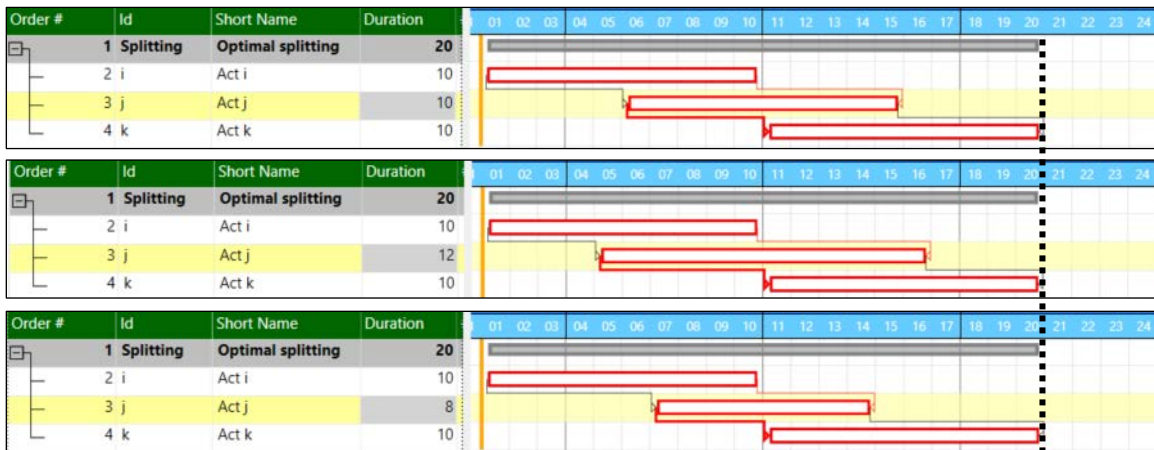 Order # Id Short Name Duration 01 02 03 04 05 06 07 08 09 10 11 12 13 14 15 16 17 18 19 20 21 22 23 24
1 Splitting Optimal splitting 20
2 i Act i 10
3 j Act j 10
4 k Act k 10
Order # Id Short Name Duration 01 02 03 04 05 06 07 08 09 10 11 12 13 14 15 16 17 18 19 20 21 22 23 24
1 Splitting Optimal splitting 20
2 i Act i 10
3 j Act j 12
4 k Act k 10
Order # Id Short Name Duration 01 02 03 04 05 06 07 08 09 10 11 12 13 14 15 16 17 18 19 20 21 22 23 24
1 Splitting Optimal splitting 20
2 i Act i 10
3 j Act j 8
4 k Act k 10